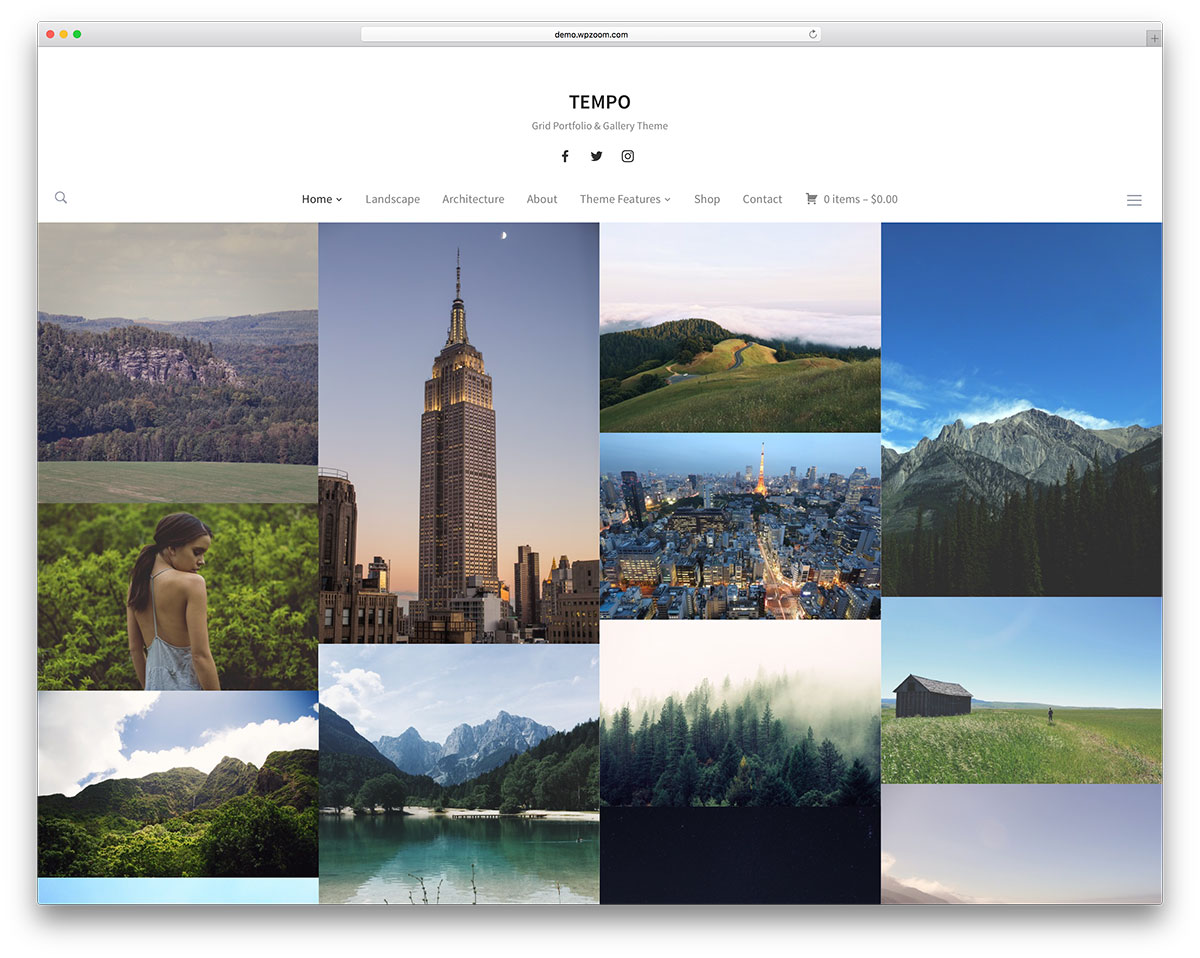 demo.wpzoom.com
TEMPO
Grid Portfolio & Gallery Theme
Home Landscape Architecture About Theme Features Shop Contact 0 items – $0.00